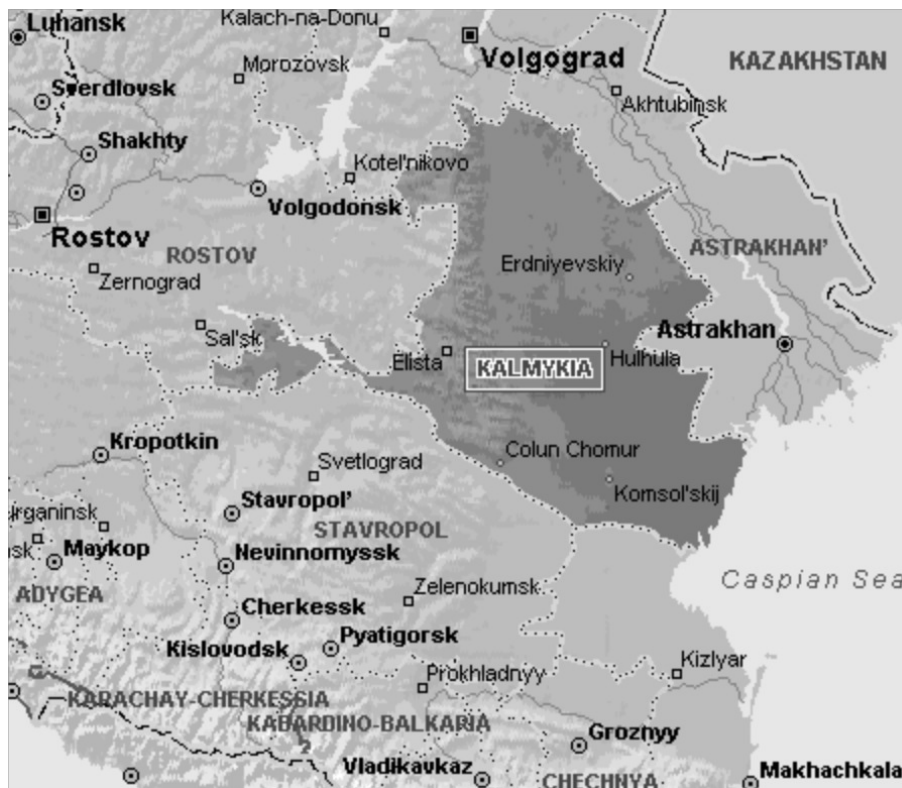 Kalach-na-Donu
Luhansk
Volgograd
KAZAKHSTAN
Morozovsk
Sverdlovsk
Akhtubinsk
Shakhty
Kotel'nikovo
Volgodonsk
Rostov
ROSTOV
ASTRAKHAN'
Erdniyevskiy
Zernograd
Sal'sk
Astrakhan
Elista
KALMYKIA
Hulhula
Kropotkin
Svetlograd
Colun Chomur
Komsol'skij
Stavropol'
STAVROPOL
urganinsk
Maykop
Nevinnomyssk
Caspian Sea
ADYGEA
Zelenokumsk
Cherkessk
Pyatigorsk
Kislovodsk
Kizlyar
Prokhladnyy
KARACHAY-CHERKESSIA
KABARDINO-BALKARIA
Groznyy
Vladikavkaz
CHECHNYA
Makhachkala